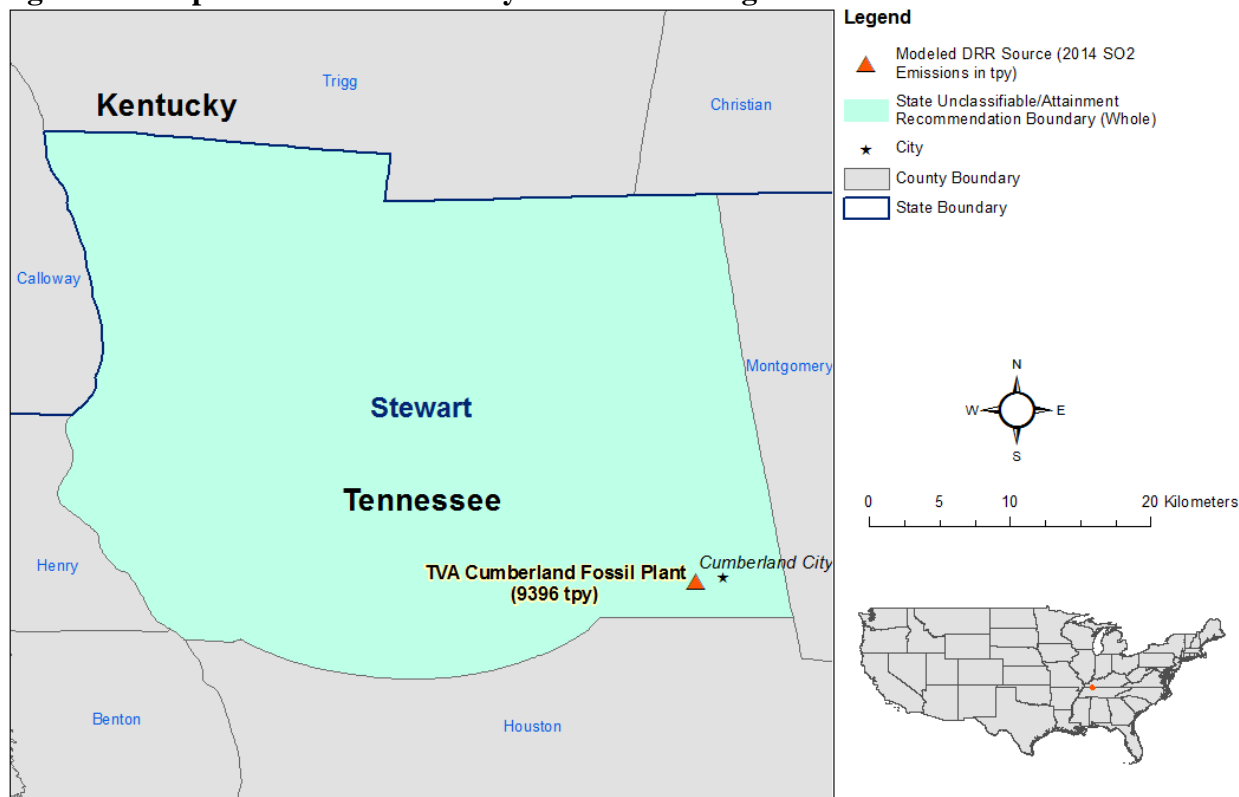 Legend
Modeled DRR Source (2014 SO2
Emissions in tpy)
State Unclassifiable/Attainment
Recommendation Boundary (Whole)
City
County Boundary
State Boundary
Trigg
Kentucky
Christian
Calloway
Montgomery
Stewart
Tennessee
Henry
Cumberland City
TVA Cumberland Fossil Plant
(9396 tpy)
Benton
Houston
N
W
E
S
0 5 10 20 Kilometers